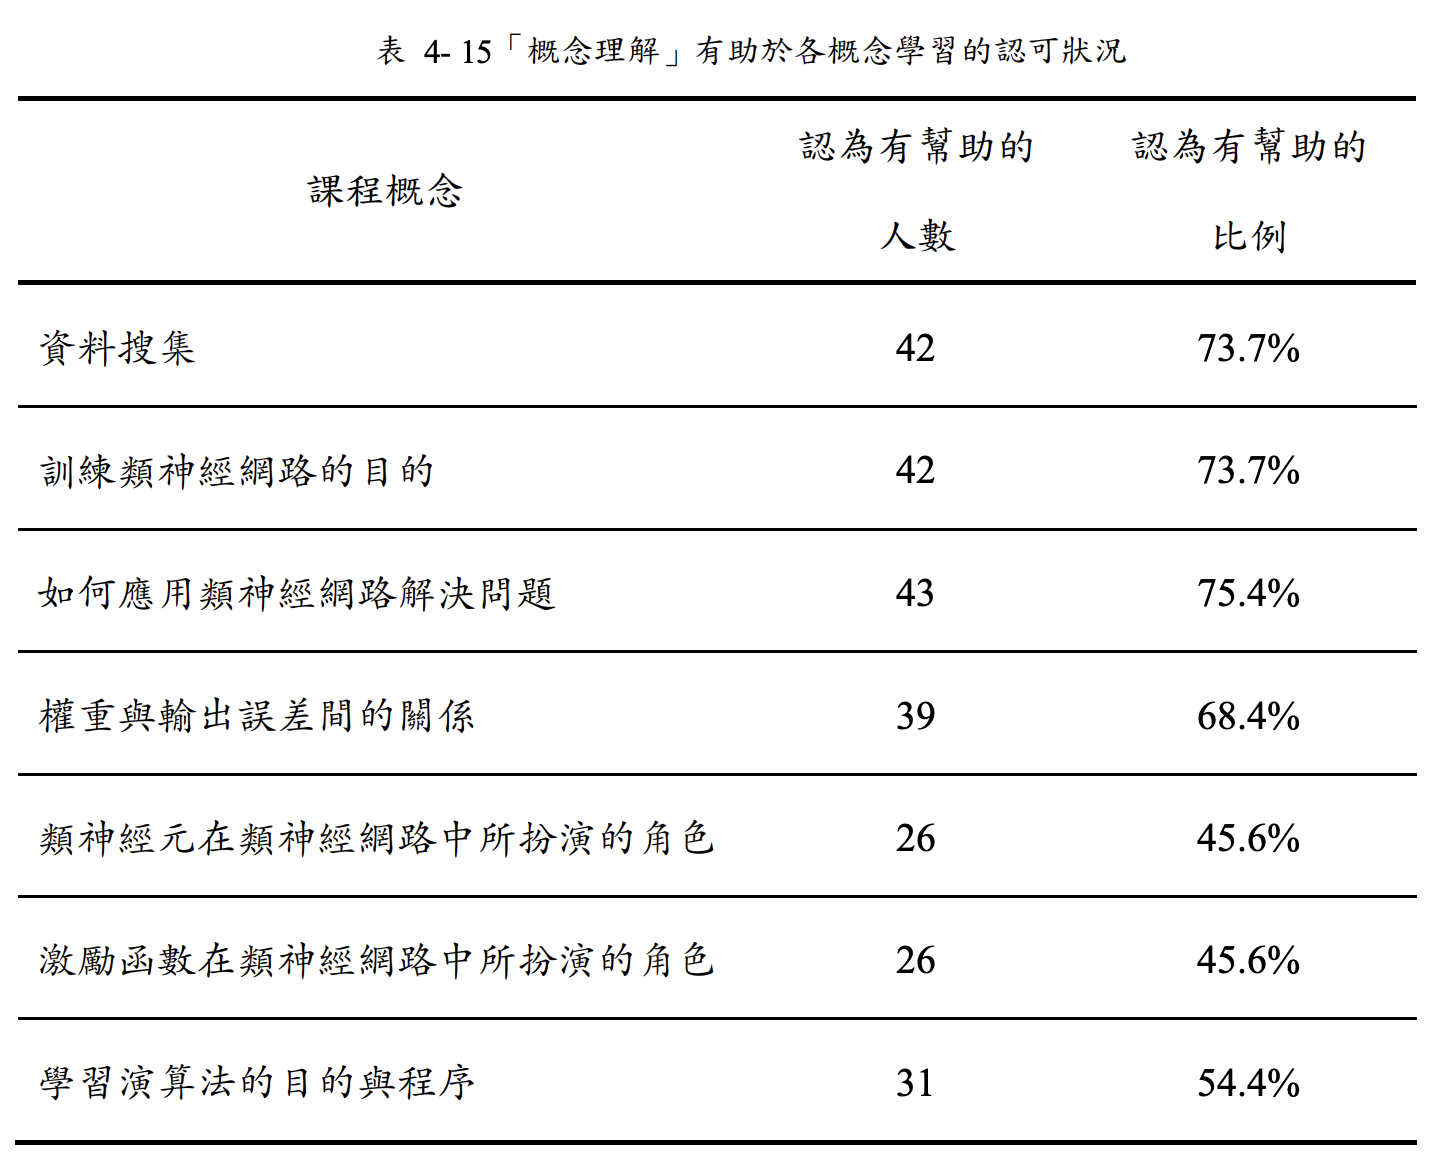 表 4- 15「概念理解」有助於各概念學習的認可狀況
課程概念 認為有幫助的人數 認為有幫助的比例
資料搜集 42 73.7%
訓練類神經網路的目的 42 73.7%
如何應用類神經網路解決問題 43 75.4%
權重與輸出誤差間的關係 39 68.4%
類神經元在類神經網路中所扮演的角色 26 45.6%
激勵函數在類神經網路中所扮演的角色 26 45.6%
學習演算法的目的與程序 31 54.4%